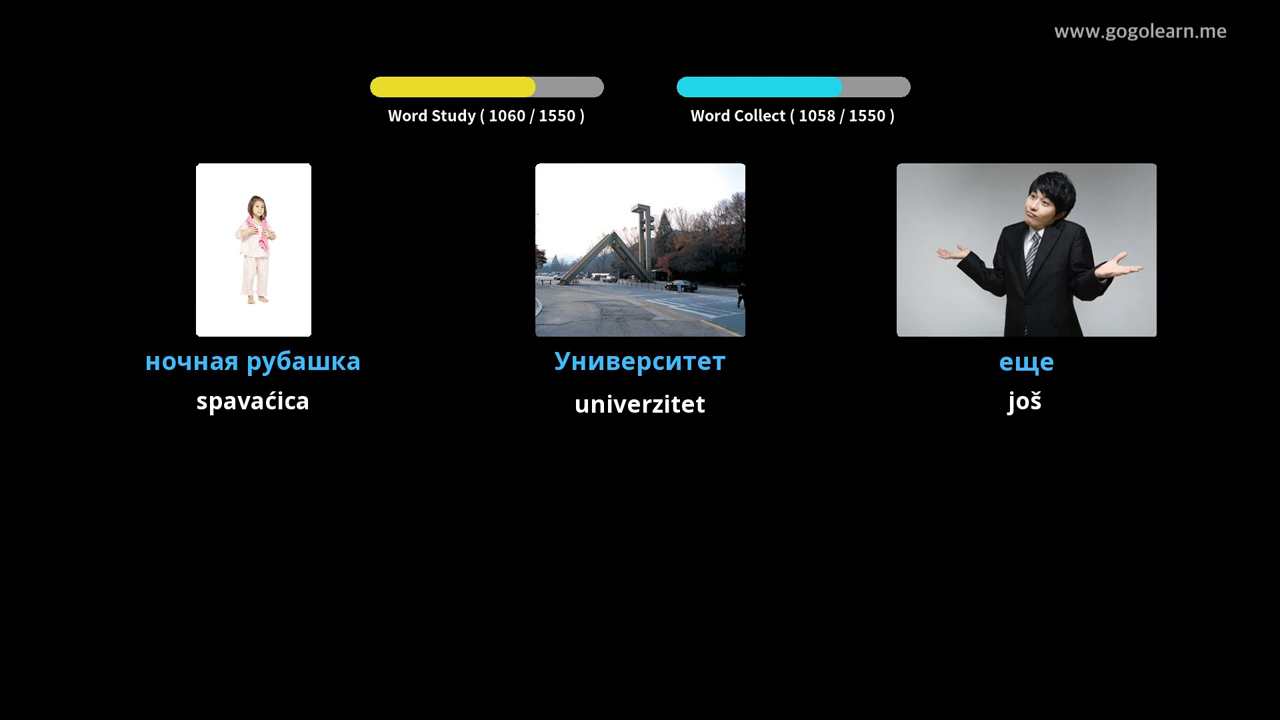 www.gogolearn.me
Word Study ( 1060 / 1550 )
Word Collect ( 1058 / 1550 )
ночная рубашка
spavaćica
Университет
univerzitet
еще
još